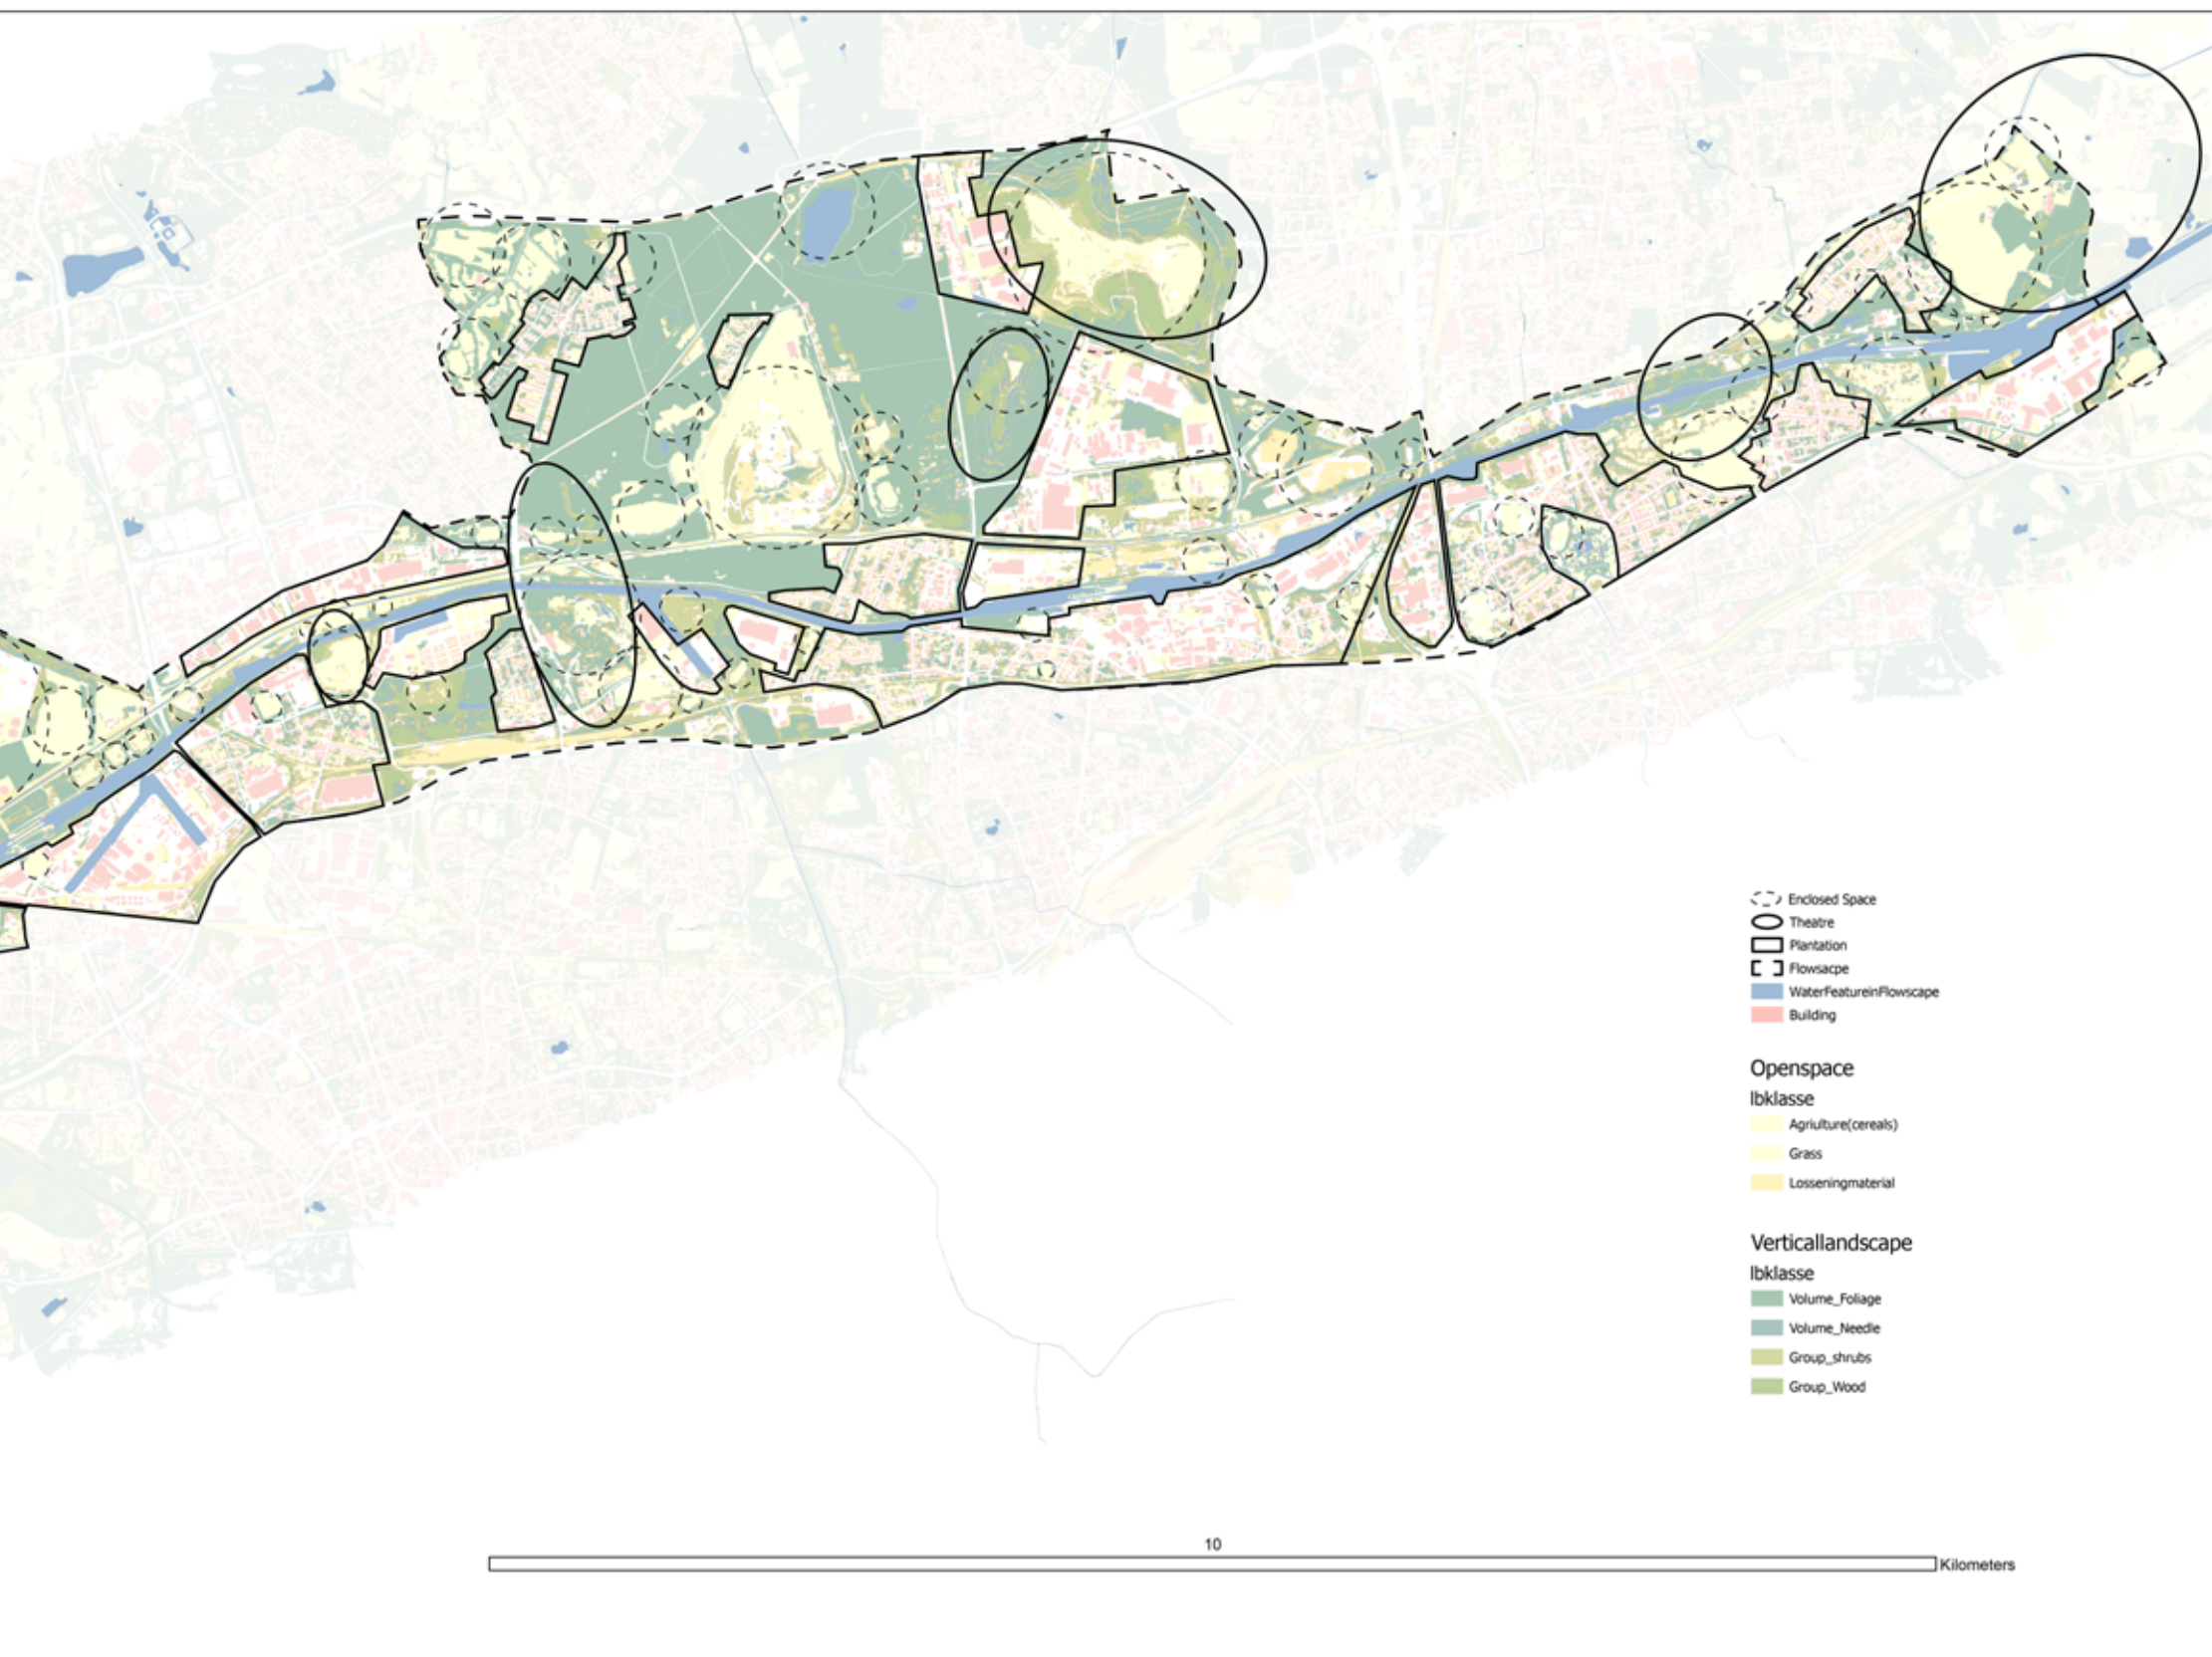 Enclosed Space
Theatre
Plantation
Flowsacpe
WaterFeatureinFlowscape
Building
Openspace
lbklasse
Agriulture(cereals)
Grass
Losseningmaterial
Verticallandscape
lbklasse
Volume_Foliage
Volume_Needle
Group_shrubs
Group_Wood
10
Kilometers